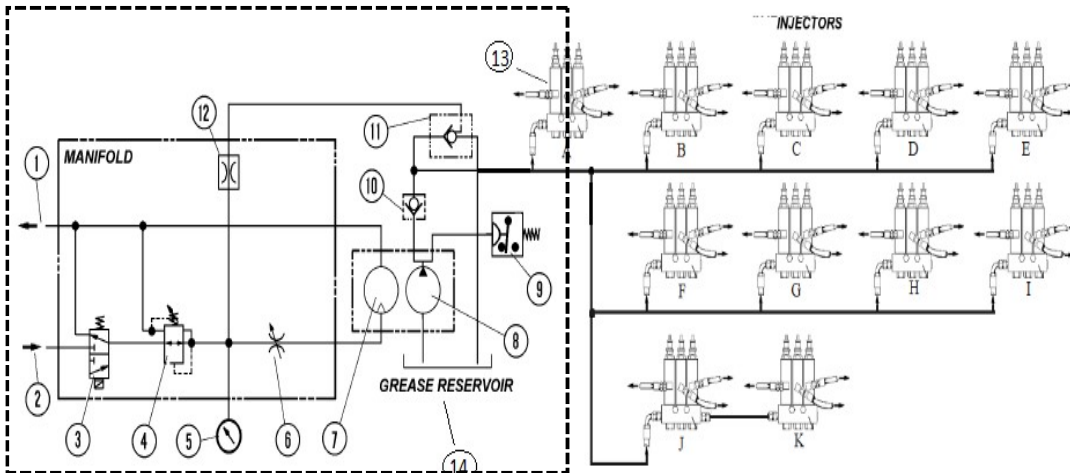 INJECTORS
13
12
11
A
B
C
D
E
MANIFOLD
1
10
9
F
G
H
I
8
7
GREASE RESERVOIR
2
3
4
5
6
14
J
K